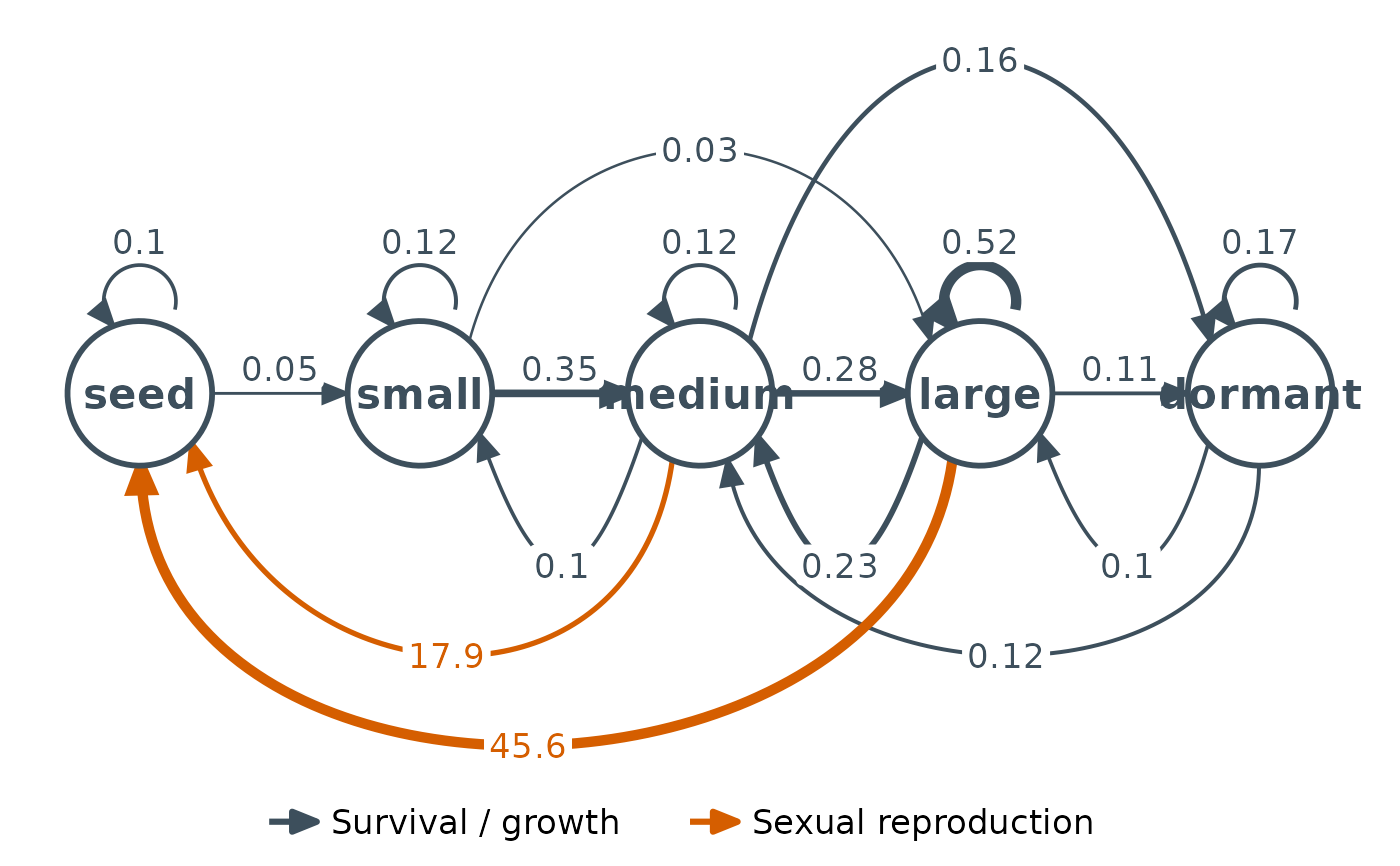 0.16
0.03
0.1 0.12 0.12 0.52 0.17
0.05 0.35 0.28 0.11
seed small medium large dormant
0.1 0.23 0.1
17.9 0.12
45.6
Survival / growth Sexual reproduction